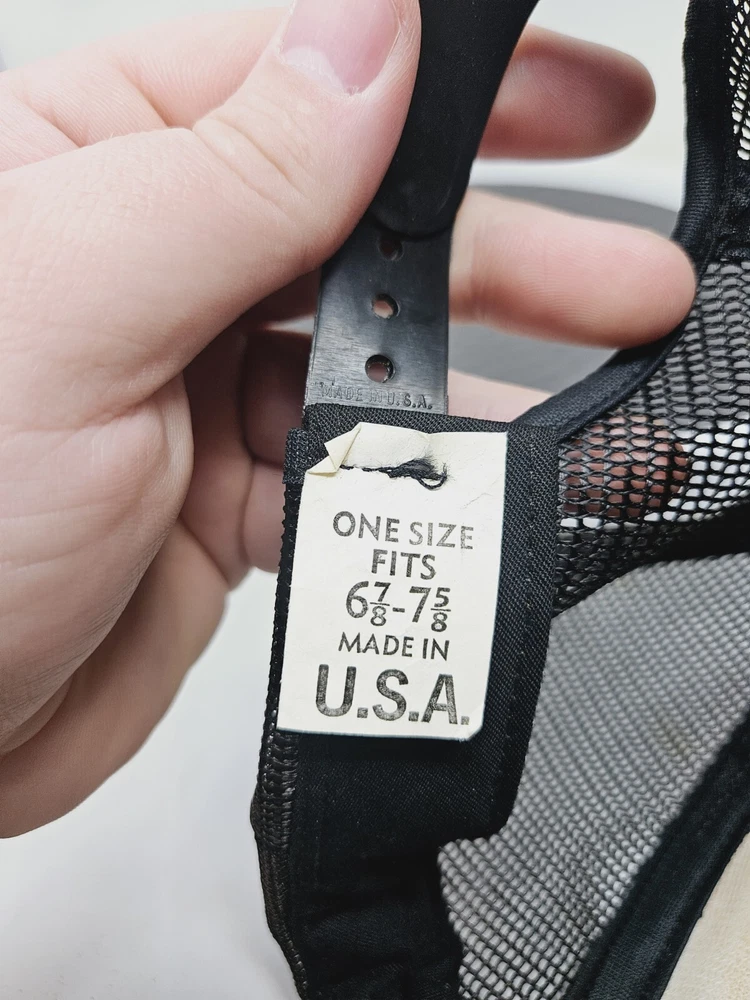 MADE IN U.S.A.
ONE SIZE
FITS
6⅞-7⅝
MADE IN
U.S.A.